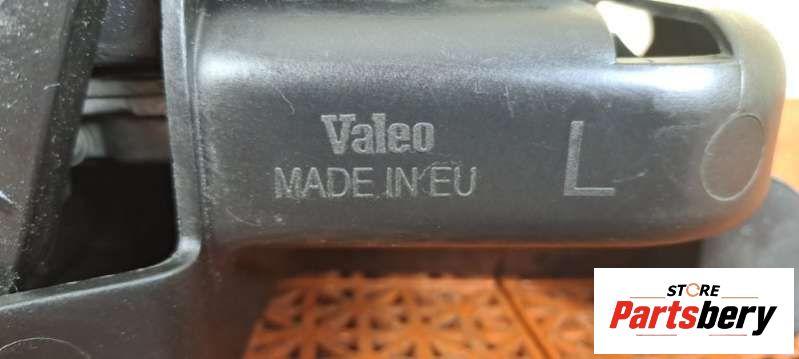 Valeo
MADE IN EU
L
STORE
Partsbery